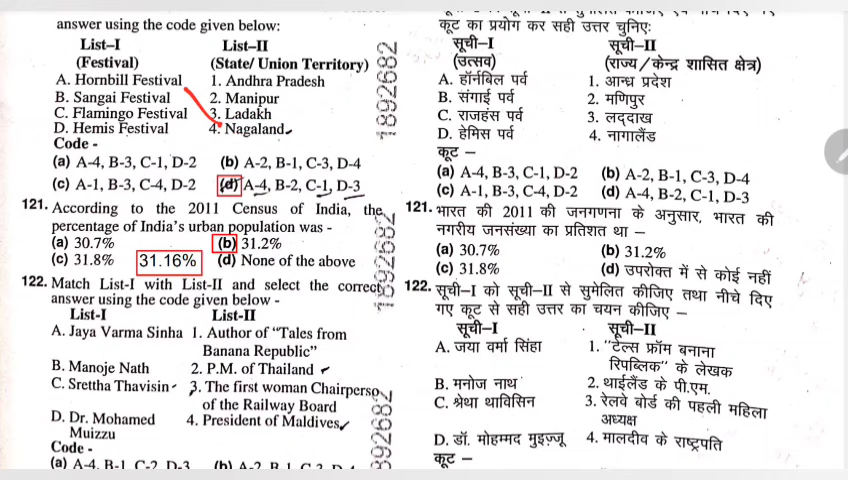 answer using the code given below:
List-I List-II
(Festival) (State/ Union Territory)
A. Hornbill Festival 1. Andhra Pradesh
B. Sangai Festival 2. Manipur
C. Flamingo Festival 3. Ladakh
D. Hemis Festival 4. Nagaland
Code -
(a) A-4, B-3, C-1, D-2 (b) A-2, B-1, C-3, D-4
(c) A-1, B-3, C-4, D-2 (d) A-4, B-2, C-1, D-3
121. According to the 2011 Census of India, the
percentage of India's urban population was -
(a) 30.7% (b) 31.2%
(c) 31.8% 31.16% (d) None of the above
122. Match List-I with List-II and select the correct
answer using the code given below -
List-I List-II
A. Jaya Varma Sinha 1. Author of "Tales from
Banana Republic"
B. Manoje Nath 2. P.M. of Thailand
C. Srettha Thavisin 3. The first woman Chairperso
of the Railway Board
D. Dr. Mohamed 4. President of Maldives
Muizzu
Code -
(a) A-4, B-1, C-2, D-3
1892682
1892682
892682
कूट का प्रयोग कर सही उत्तर चुनिए:
सूची-I सूची-II
(उत्सव) (राज्य/केन्द्र शासित क्षेत्र)
A. हॉर्नबिल पर्व 1. आन्ध्र प्रदेश
B. संगाई पर्व 2. मणिपुर
C. राजहंस पर्व 3. लद्दाख
D. हेमिस पर्व 4. नागालैंड
कूट –
(a) A-4, B-3, C-1, D-2 (b) A-2, B-1, C-3, D-4
(c) A-1, B-3, C-4, D-2 (d) A-4, B-2, C-1, D-3
121. भारत की 2011 की जनगणना के अनुसार, भारत की
नगरीय जनसंख्या का प्रतिशत था –
(a) 30.7% (b) 31.2%
(c) 31.8% (d) उपरोक्त में से कोई नहीं
122. सूची-I को सूची-II से सुमेलित कीजिए तथा नीचे दिए
गए कूट से सही उत्तर का चयन कीजिए –
सूची-I सूची-II
A. जया वर्मा सिंहा 1. "टेल्स फ्रॉम बनाना
रिपब्लिक" के लेखक
B. मनोज नाथ 2. थाईलैंड के पी.एम.
C. श्रेथा थाविसिन 3. रेलवे बोर्ड की पहली महिला
अध्यक्ष
D. डॉ. मोहम्मद मुइज़्ज़ू 4. मालदीव के राष्ट्रपति
कूट –